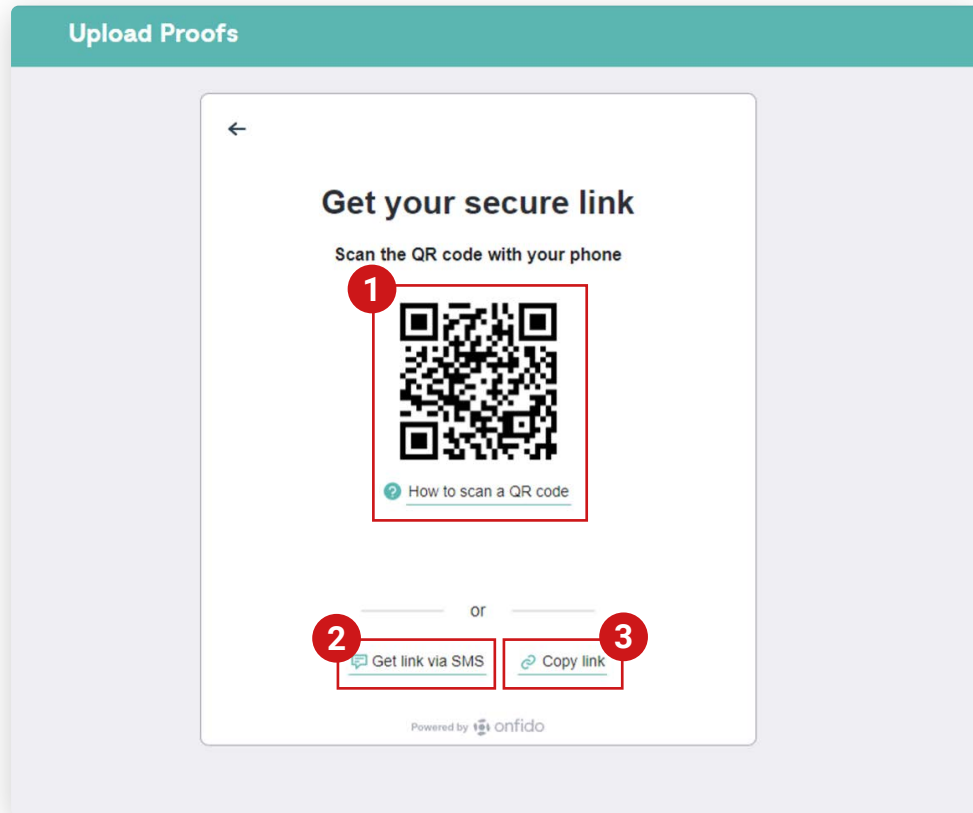 Upload Proofs
Get your secure link
Scan the QR code with your phone
1
? How to scan a QR code
or
2
3
Get link via SMS
Copy link
Powered by onfido